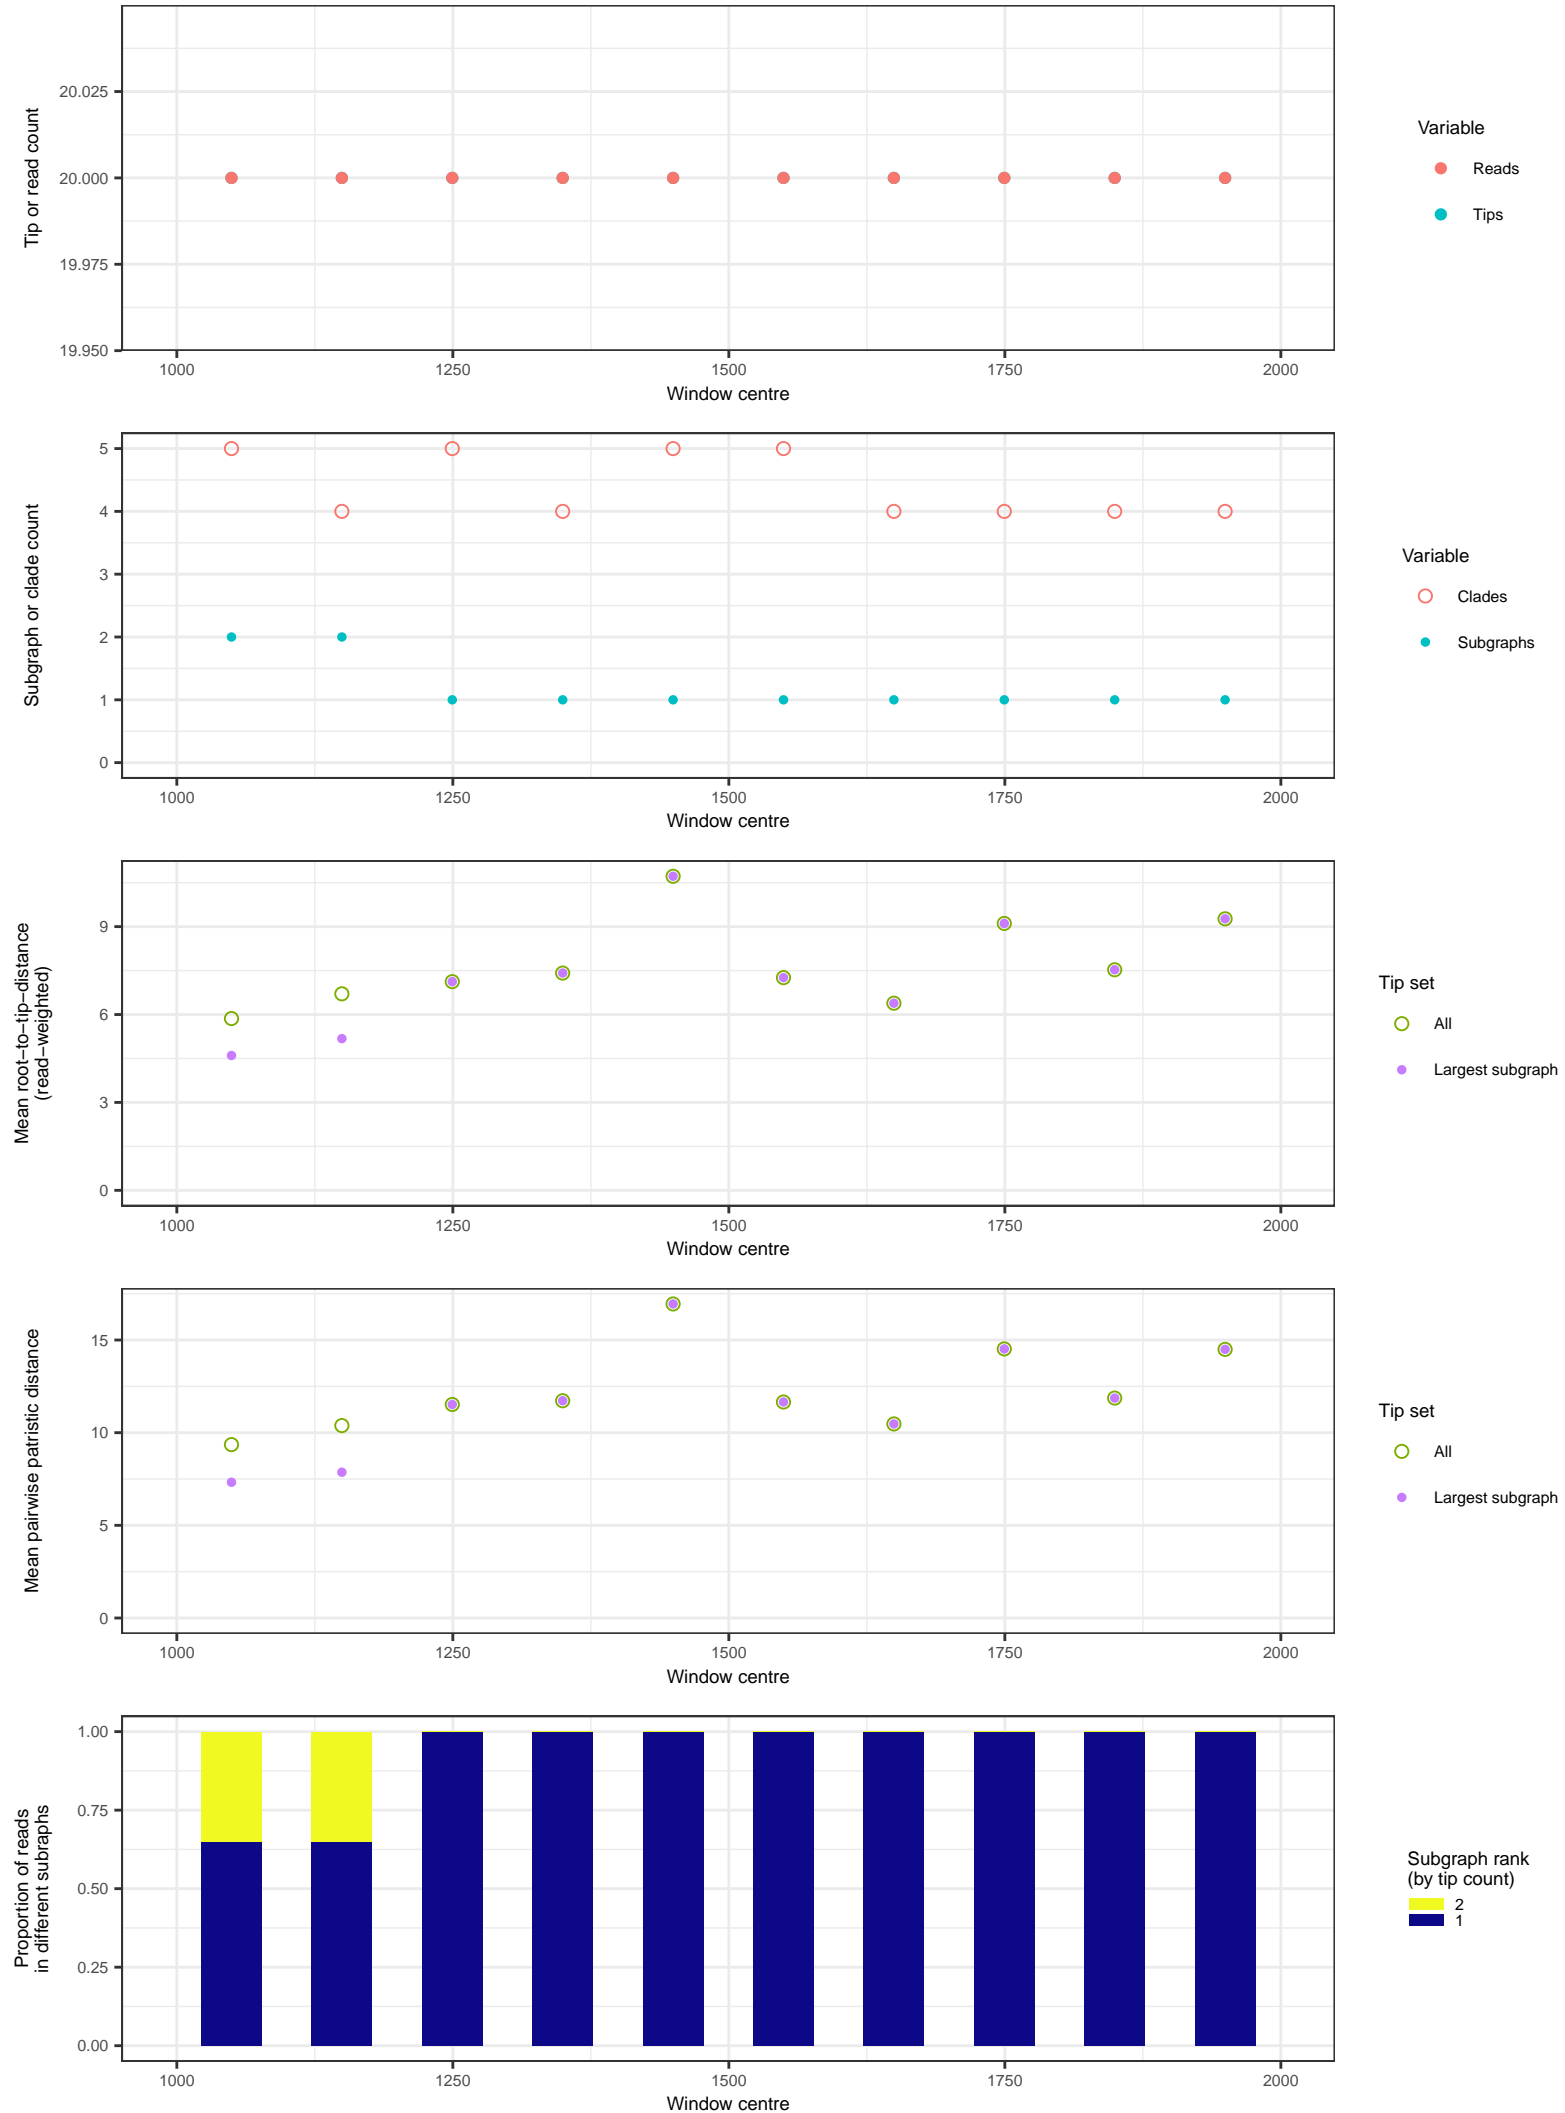 20.025
20.000
19.975
19.950
Tip or read count
1000 1250 1500 1750 2000
Window centre
Variable
Reads
Tips
5
4
3
2
1
0
Subgraph or clade count
1000 1250 1500 1750 2000
Window centre
Variable
Clades
Subgraphs
9
6
3
0
Mean root−to−tip−distance
(read−weighted)
1000 1250 1500 1750 2000
Window centre
Tip set
All
Largest subgraph
15
10
5
0
Mean pairwise patristic distance
1000 1250 1500 1750 2000
Window centre
Tip set
All
Largest subgraph
1.00
0.75
0.50
0.25
0.00
Proportion of reads
in different subraphs
1000 1250 1500 1750 2000
Window centre
Subgraph rank
(by tip count)
2
1